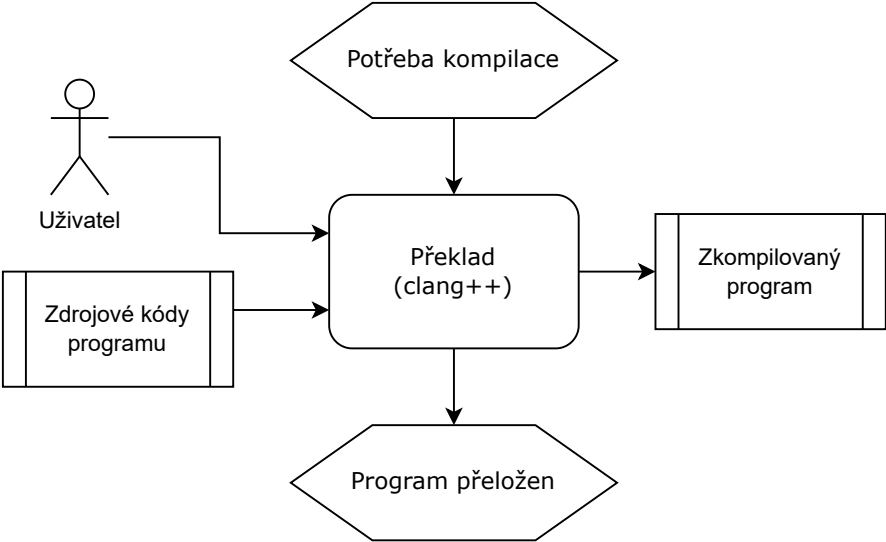 Potřeba kompilace
Uživatel
Překlad
(clang++)
Zkompilovaný
program
Zdrojové kódy
programu
Program přeložen